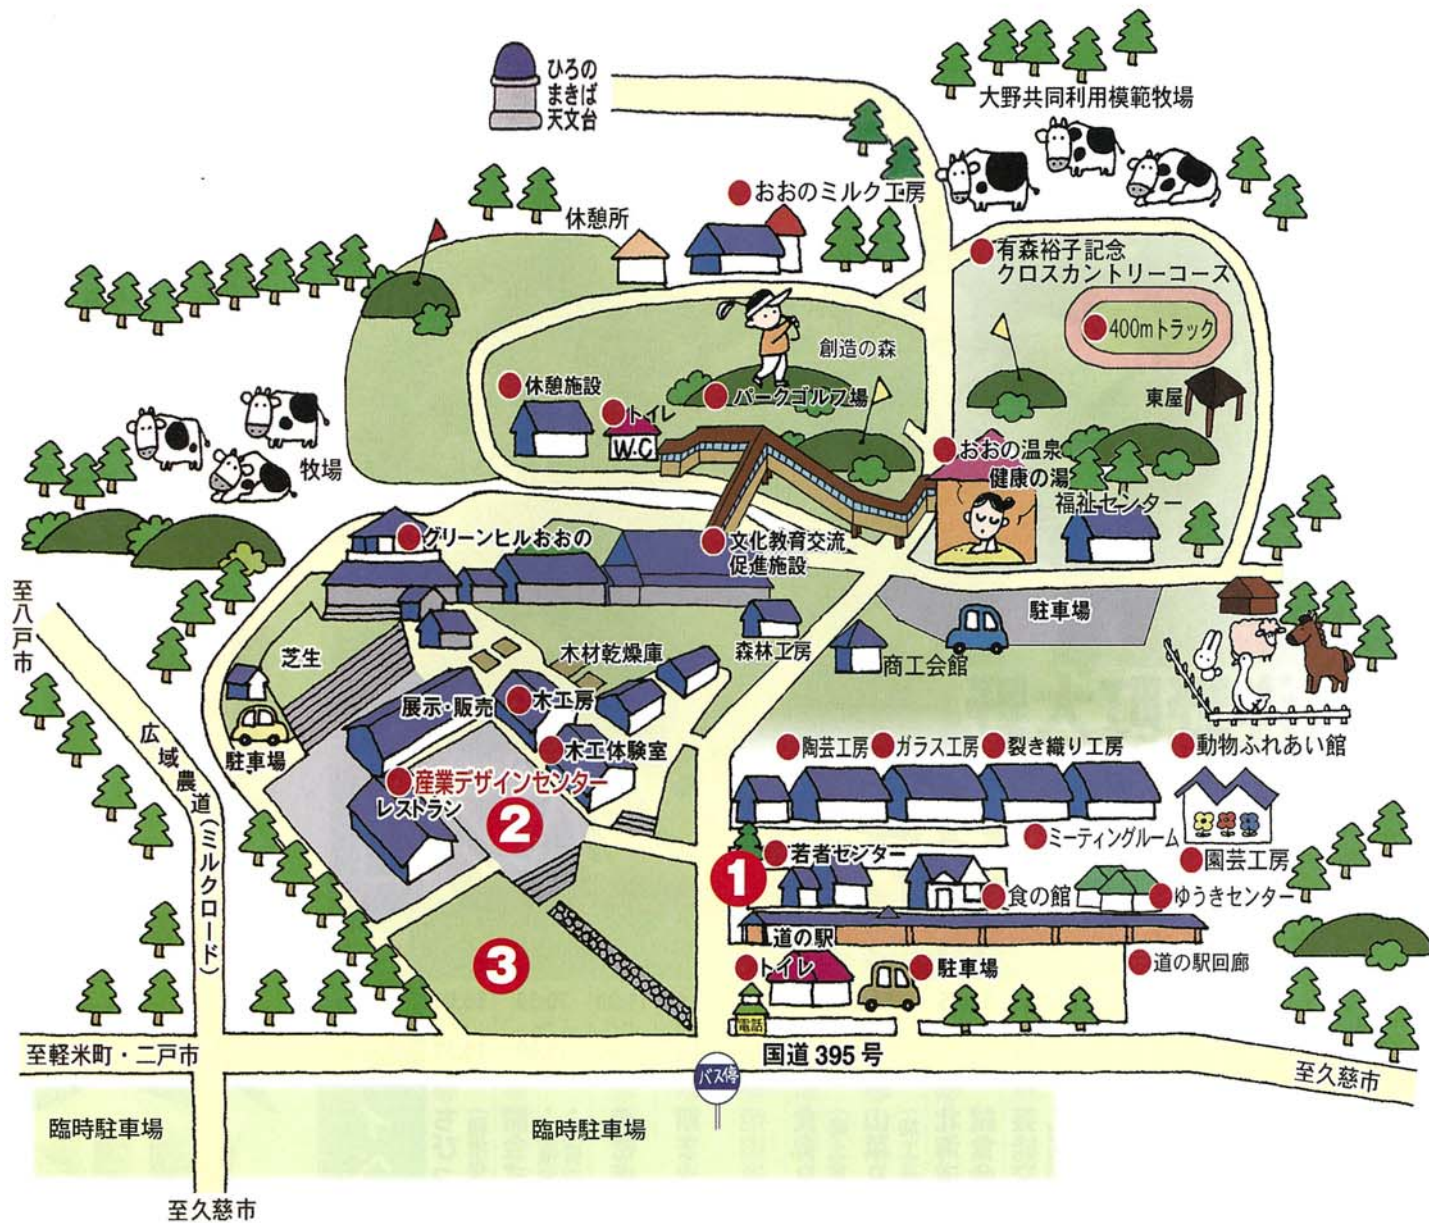 ひろの
まきば
天文台
大野共同利用模範牧場
おおのミルク工房
休憩所
有森裕子記念
クロスカントリーコース
400mトラック
創造の森
休憩施設
トイレ
W.C
パークゴルフ場
東屋
牧場
おおの温泉
健康の湯
福祉センター
グリーンヒルおおの
文化教育交流
促進施設
至八戸市
駐車場
芝生
木材乾燥庫
森林工房
商工会館
展示・販売
木工房
駐車場
木工体験室
広域農道(ミルクロード)
産業デザインセンター
レストラン
陶芸工房
ガラス工房
裂き織り工房
動物ふれあい館
2
ミーティングルーム
園芸工房
1
若者センター
食の館
ゆうきセンター
道の駅
3
トイレ
駐車場
道の駅回廊
電話
至軽米町・二戸市
国道395号
バス停
至久慈市
臨時駐車場
臨時駐車場
至久慈市